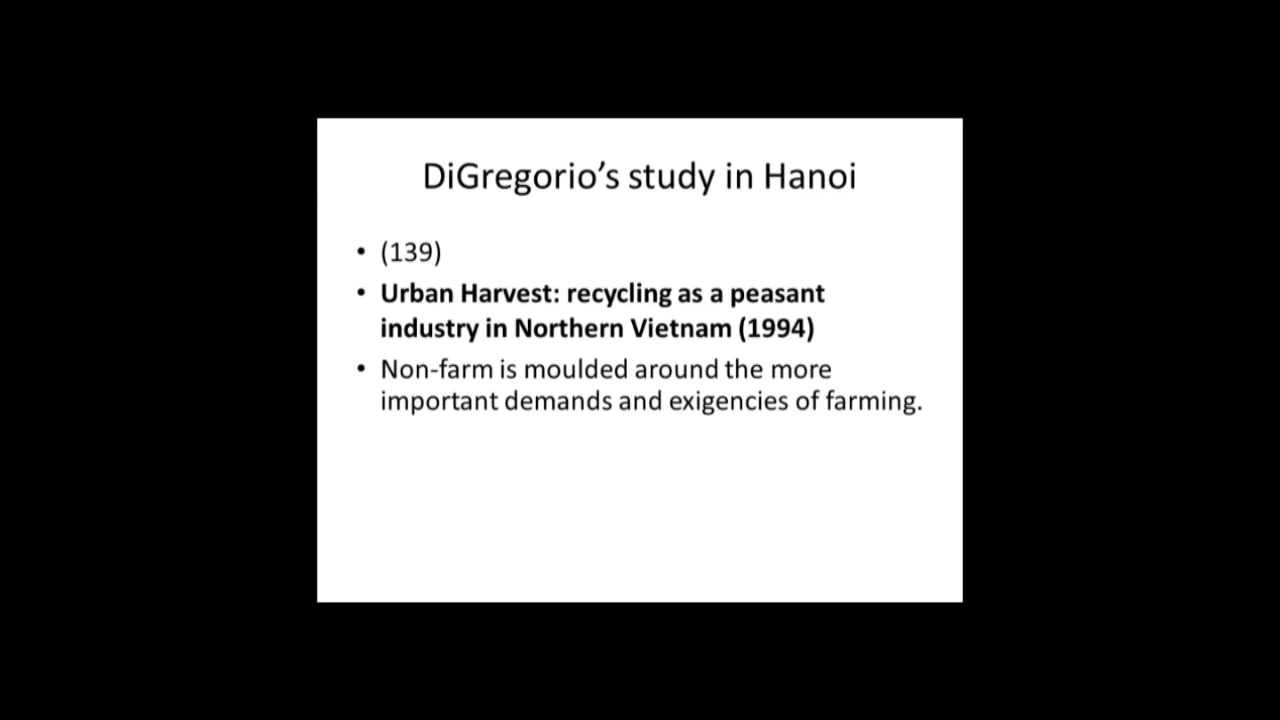 DiGregorio’s study in Hanoi
• (139)
• Urban Harvest: recycling as a peasant
industry in Northern Vietnam (1994)
• Non-farm is moulded around the more
important demands and exigencies of farming.